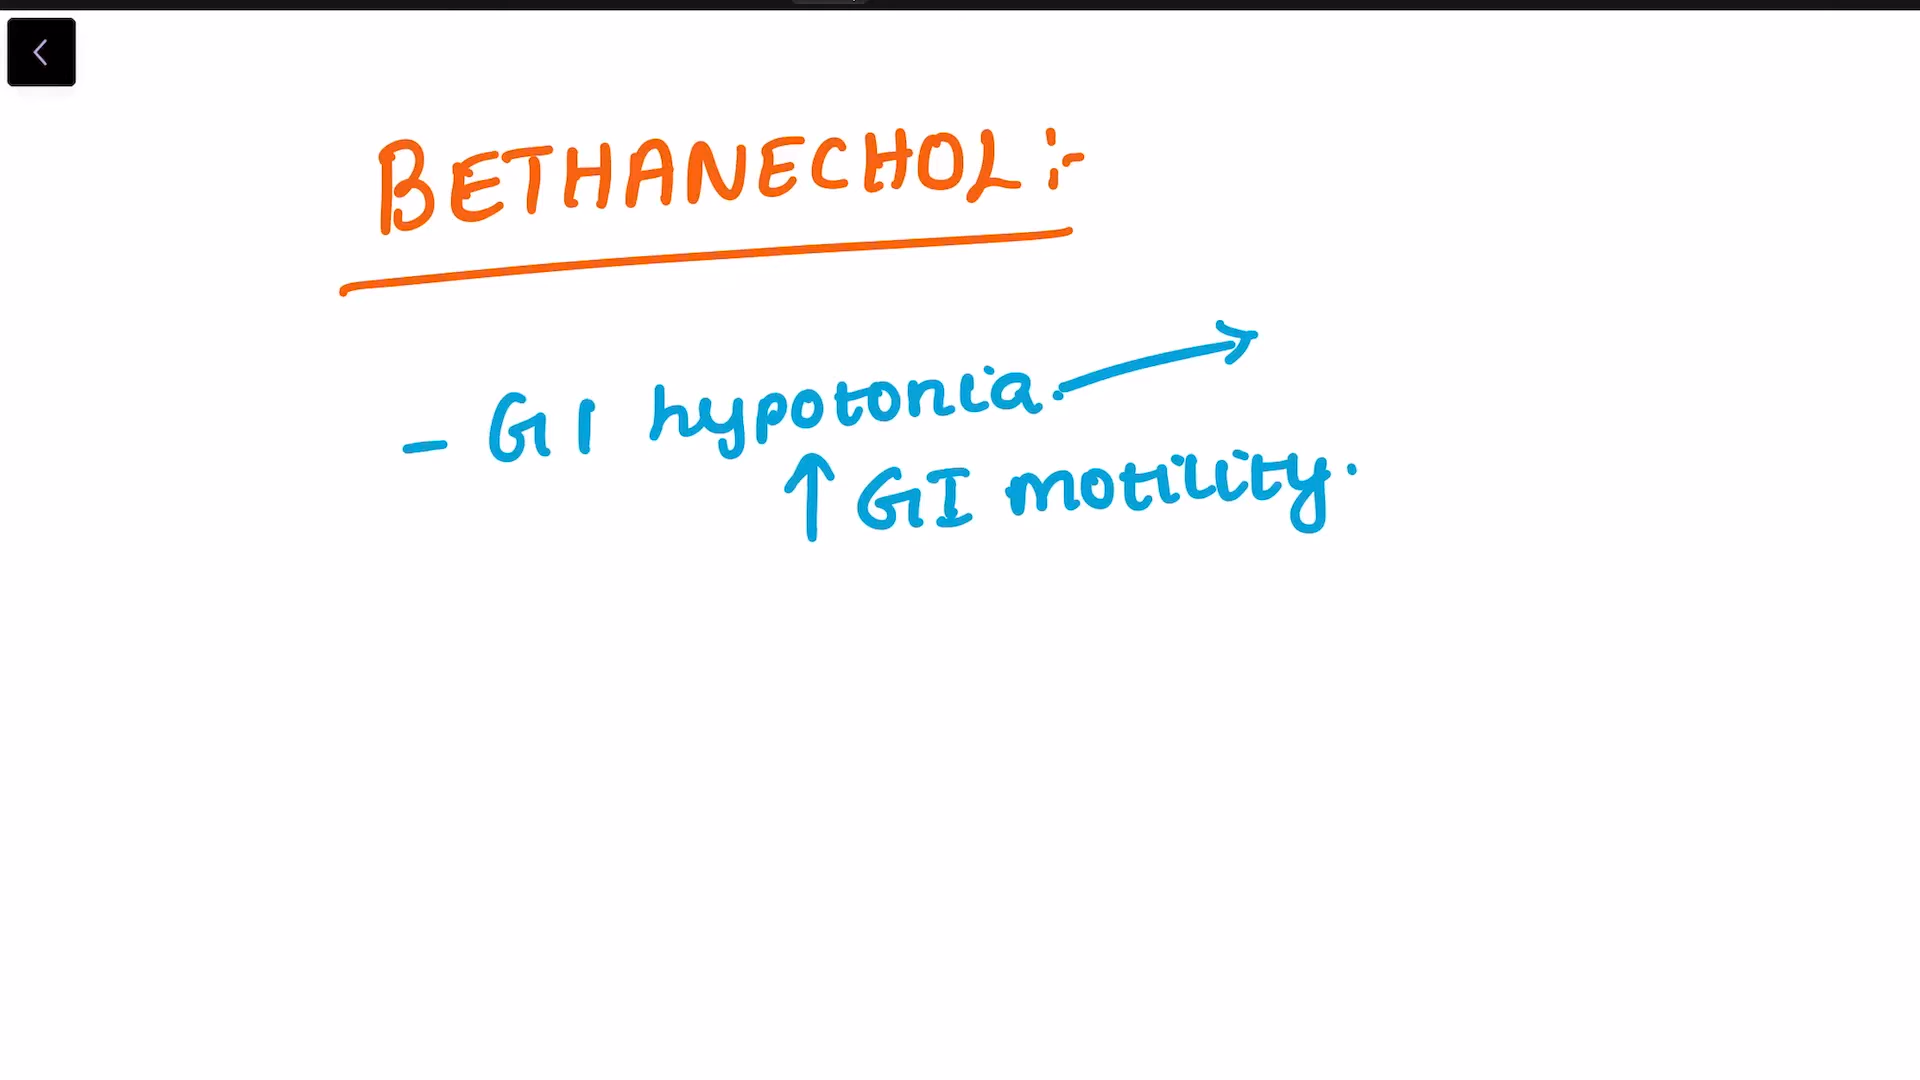 BETHANECHOL :-
- GI hypotonia. →
↑ GI motility.